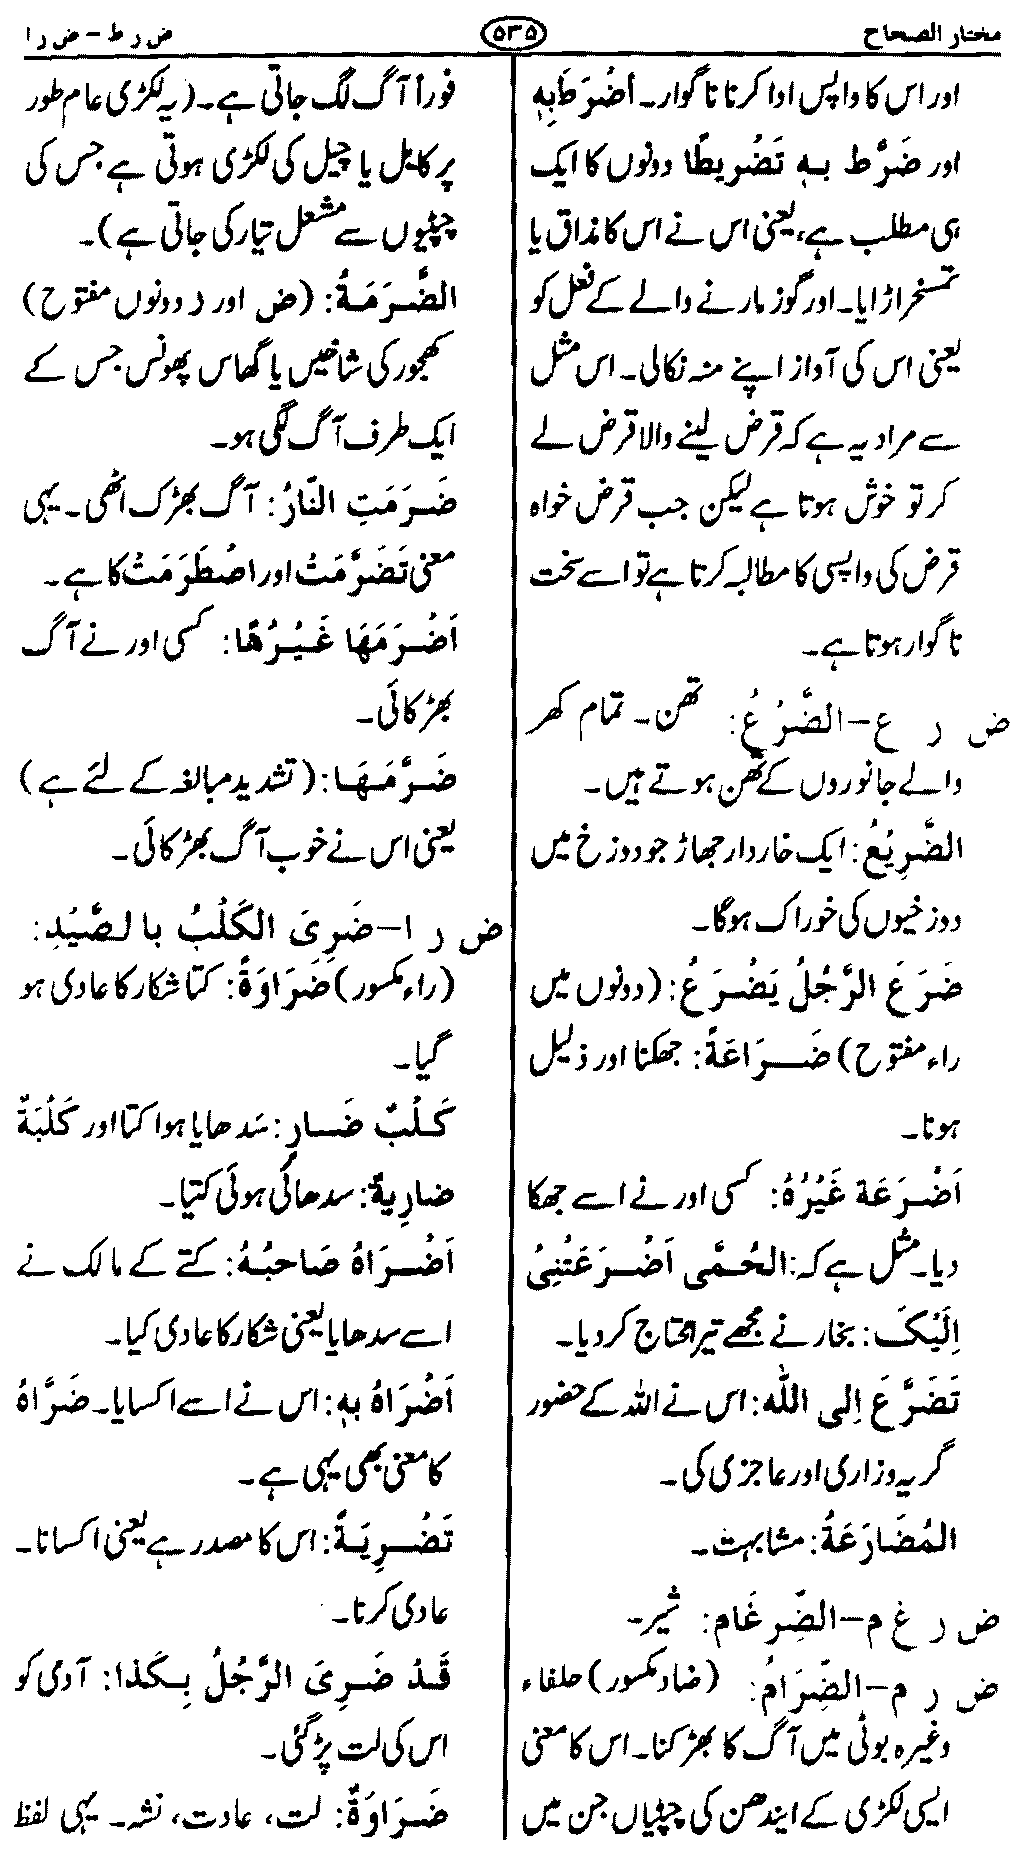 مختار الصحاح
۵۳۵
ض ر ط – ض ر ا
اور اس کا واپس ادا کرنا ناگوار۔ أَضْرَطَ بِهٖ
اور ضَرَّطَ بِهٖ تَضْرِيطًا دونوں کا ایک
ہی مطلب ہے، یعنی اس نے اس کا مذاق یا
تمسخر اڑایا۔ اور گوز مارنے والے کے فعل کو
یعنی اس کی آواز اپنے منہ نکالی۔ اس مثل
سے مراد یہ ہے کہ قرض لینے والا قرض لے
کر تو خوش ہوتا ہے لیکن جب قرض خواہ
قرض کی واپسی کا مطالبہ کرتا ہے تو اسے سخت
ناگوار ہوتا ہے۔
ض ر ع – الضَّرْعُ: تھن۔ تمام کھر
والے جانوروں کے تھن ہوتے ہیں۔
الضَّرِيْعُ: ایک خاردار جھاڑ جو دوزخ میں
دوزخیوں کی خوراک ہوگا۔
ضَرَعَ الرَّجُلُ يَضْرَعُ: (دونوں میں
راء مفتوح) ضَرَاعَةً: جھکنا اور ذلیل
ہونا۔
اَضْرَعَهٗ غَيْرُهٗ: کسی اور نے اسے جھکا
دیا۔ مثل ہے کہ: الحُمّٰى اَضْرَعَتْنِيْ
اِلَيْكَ: بخار نے مجھے تیرا محتاج کر دیا۔
تَضَرَّعَ اِلى اللّٰه: اس نے اللہ کے حضور
گریہ وزاری اور عاجزی کی۔
المُضَارَعَةُ: مشابہت۔
ض ر غ م – الضِّرغَام: شیر۔
ض ر م – الضِّرَامُ: (ضاد مکسور) حلفاء
وغیرہ بوٹی میں آگ کا بھڑکنا۔ اس کا معنی
ایسی لکڑی کے ایندھن کی چپٹیاں جن میں
فوراً آگ لگ جاتی ہے۔ (یہ لکڑی عام طور
پر کاہل یا چیل کی لکڑی ہوتی ہے جس کی
چپٹیوں سے مشعل تیار کی جاتی ہے)۔
الضَّرَمَةُ: (ض اور ر دونوں مفتوح)
کھجور کی شاخیں یا گھاس پھونس جس کے
ایک طرف آگ لگی ہو۔
ضَرَمَتِ النَّارُ: آگ بھڑک اٹھی۔ یہی
معنی تَضَرَّمَتْ اور اضْطَرَمَتْ کا ہے۔
اَضْرَمَهَا غَيْرُهَا: کسی اور نے آگ
بھڑکائی۔
ضَرَّمَهَا: (تشدید مبالغہ کے لئے ہے)
یعنی اس نے خوب آگ بھڑکائی۔
ض ر ا – ضَرِىَ الكَلْبُ بالصَّيْدِ:
(راء مکسور) ضَرَاوَةً: کتا شکار کا عادی ہو
گیا۔
كَلْبٌ ضَارٍ: سدھایا ہوا کتا اور كَلْبَةٌ
ضارِيةٌ: سدھائی ہوئی کتیا۔
اَضْرَاهُ صَاحِبُهُ: کتے کے مالک نے
اسے سدھایا یعنی شکار کا عادی کیا۔
اَضْرَاهُ بِهٖ: اس نے اسے اکسایا۔ ضَرَّاهُ
کا معنی بھی یہی ہے۔
تَضْرِيَةً: اس کا مصدر ہے یعنی اکسانا۔
عادی کرنا۔
قَدْ ضَرِىَ الرَّجُلُ بِكَذا: آدمی کو
اس کی لت پڑ گئی۔
ضَرَاوَةٌ: لت، عادت، نشہ۔ یہی لفظ